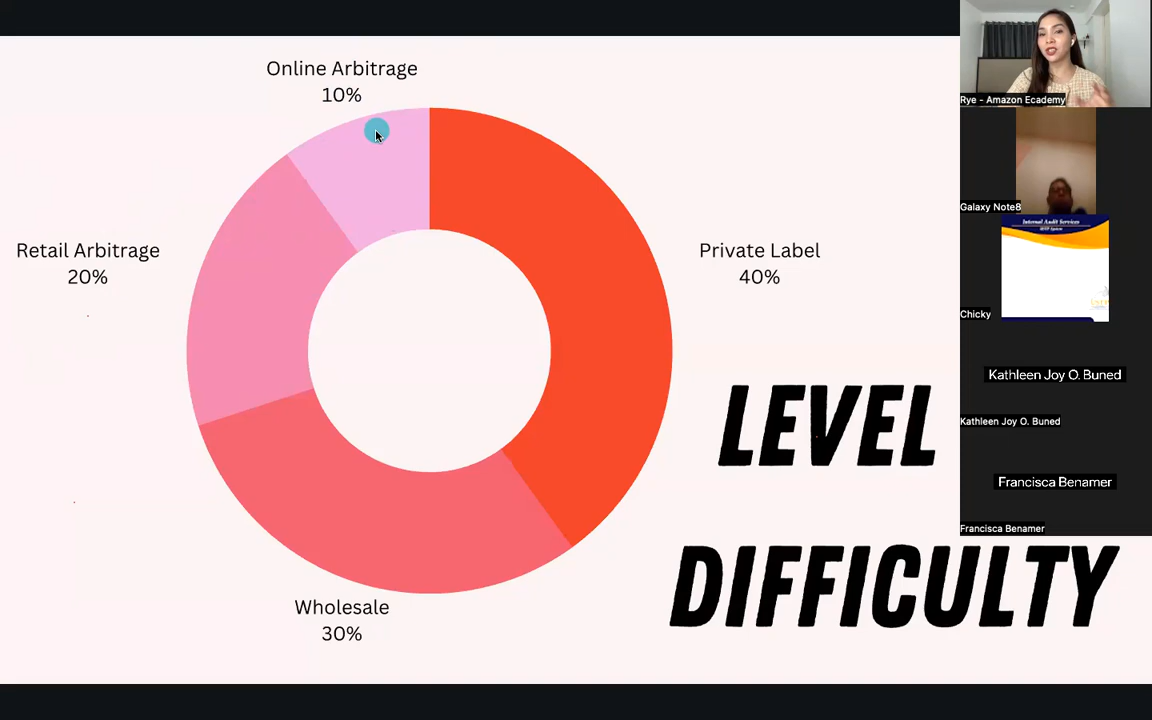 Online Arbitrage
10%
Retail Arbitrage
20%
Private Label
40%
LEVEL
DIFFICULTY
Wholesale
30%
Rye - Amazon Ecademy
Galaxy Note8
Internal Audit Services
Chicky
Kathleen Joy O. Buned
Kathleen Joy O. Buned
Francisca Benamer
Francisca Benamer